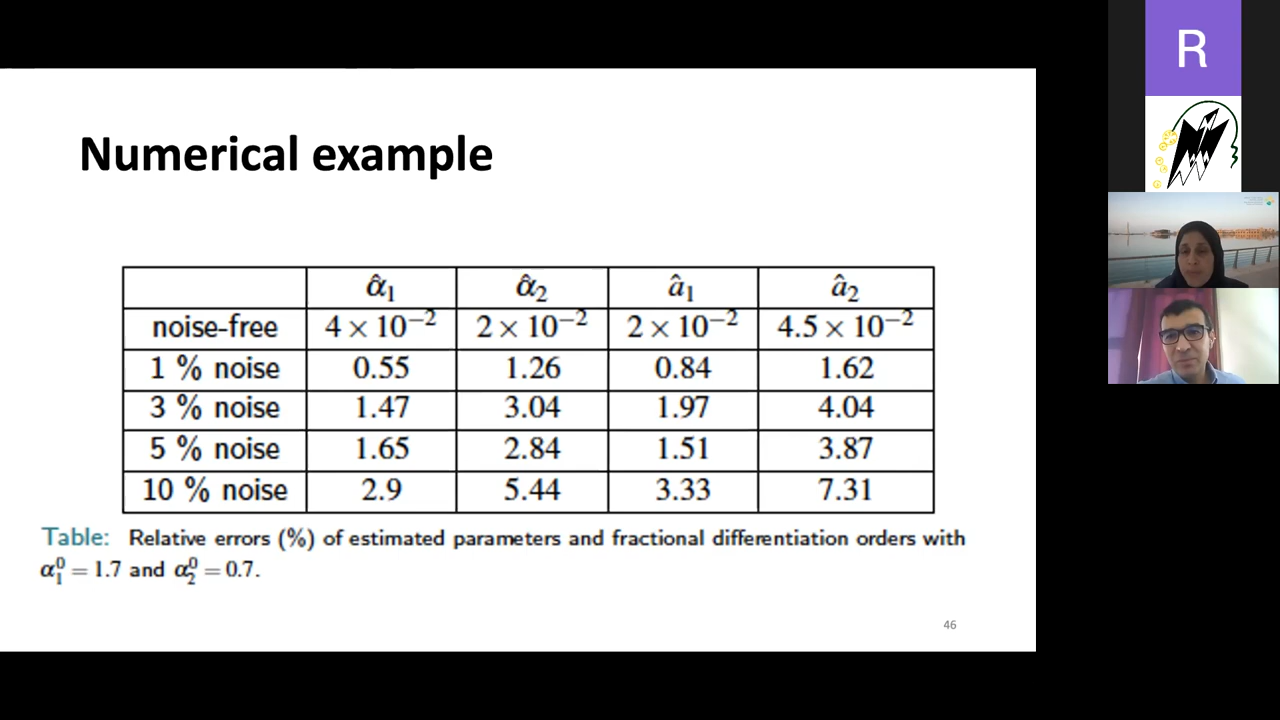 Numerical example
α̂₁ α̂₂ â₁ â₂
noise-free 4 × 10⁻² 2 × 10⁻² 2 × 10⁻² 4.5 × 10⁻²
1 % noise 0.55 1.26 0.84 1.62
3 % noise 1.47 3.04 1.97 4.04
5 % noise 1.65 2.84 1.51 3.87
10 % noise 2.9 5.44 3.33 7.31
Table: Relative errors (%) of estimated parameters and fractional differentiation orders with
α₁⁰ = 1.7 and α₂⁰ = 0.7.
46
R